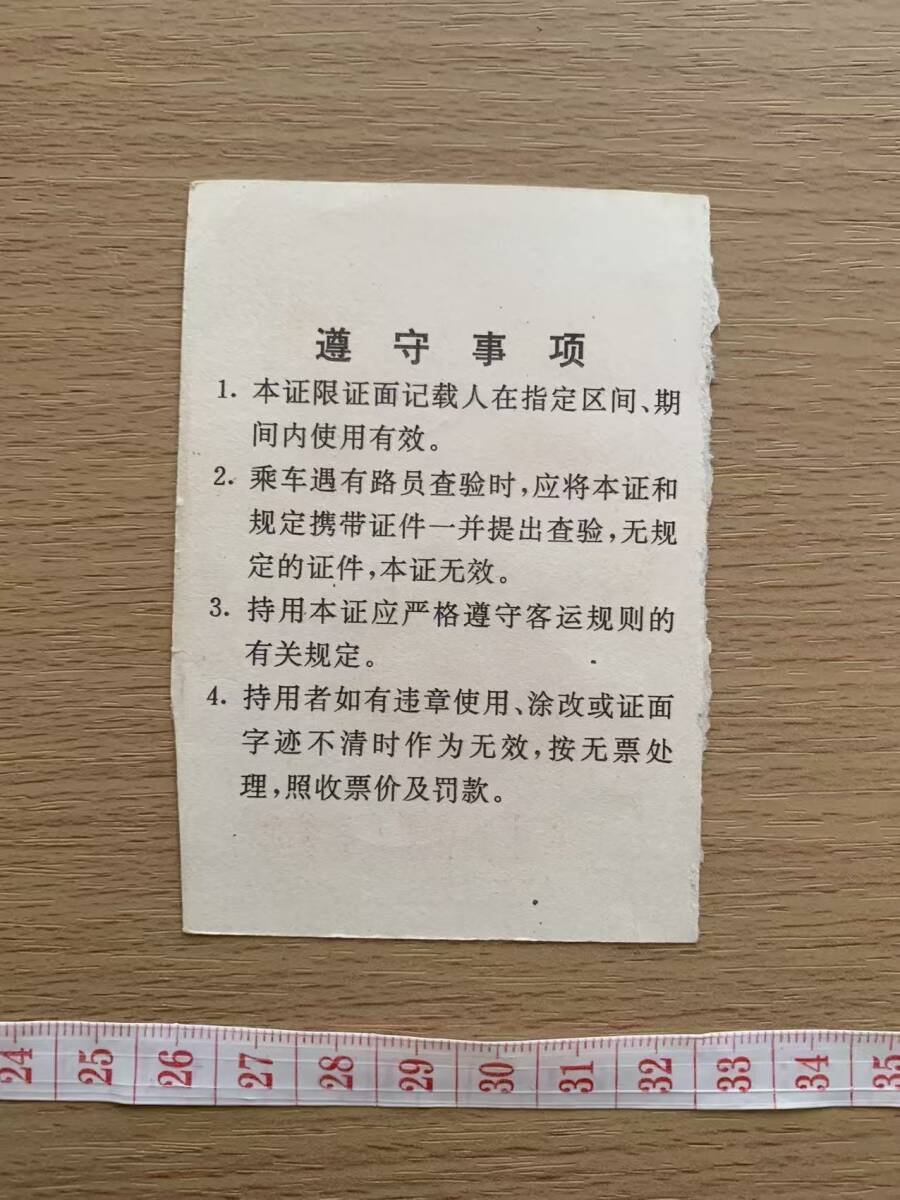 遵守事项
1. 本证限证面记载人在指定区间、期
间内使用有效。
2. 乘车遇有路员查验时,应将本证和
规定携带证件一并提出查验,无规
定的证件,本证无效。
3. 持用本证应严格遵守客运规则的
有关规定。
4. 持用者如有违章使用、涂改或证面
字迹不清时作为无效,按无票处
理,照收票价及罚款。
24 25 26 27 28 29 30 31 32 33 34 35